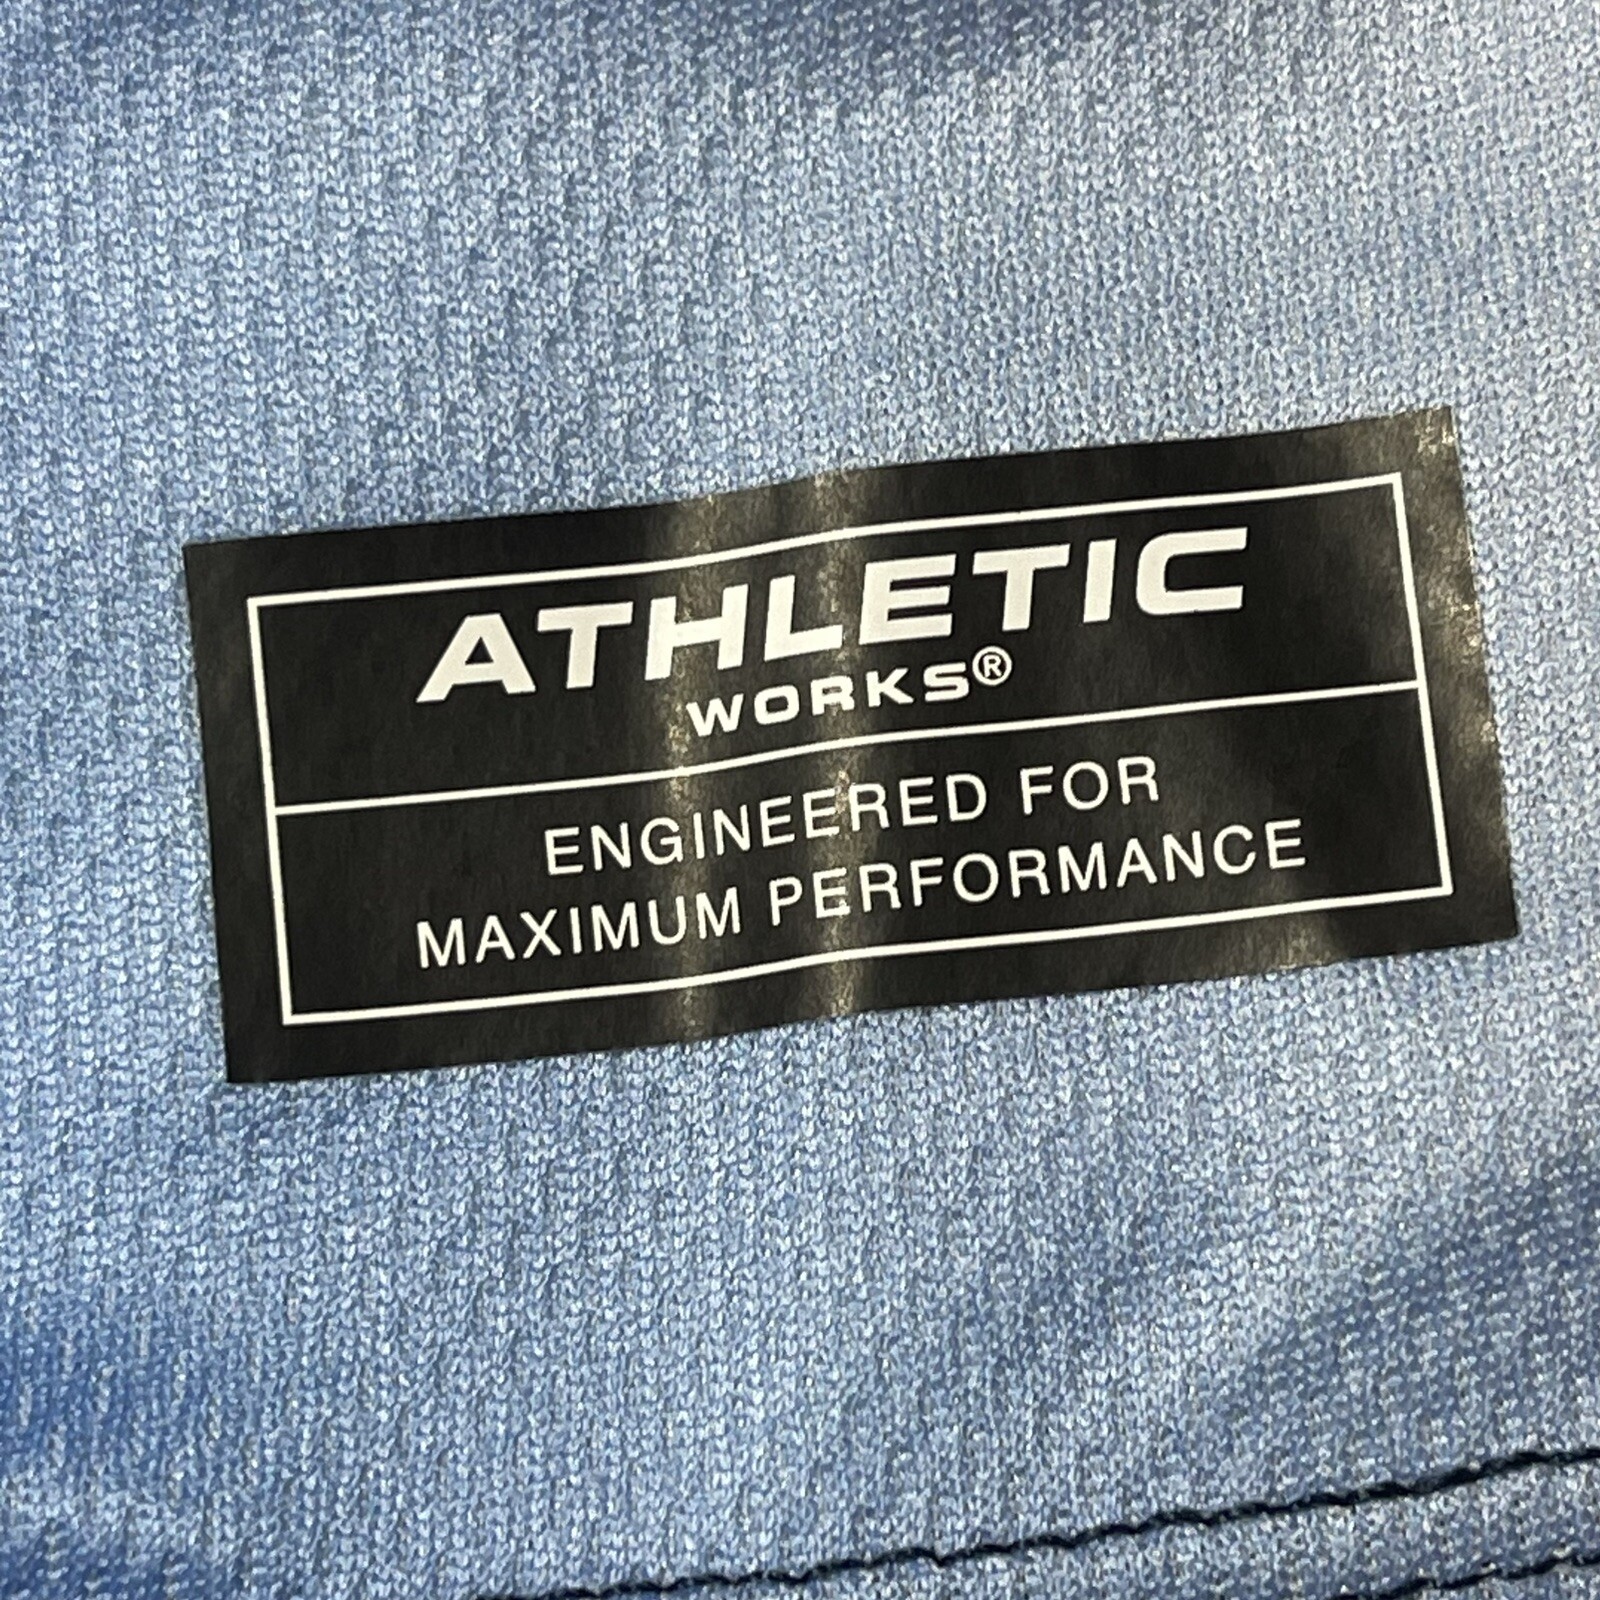 ATHLETIC
WORKS®
ENGINEERED FOR
MAXIMUM PERFORMANCE